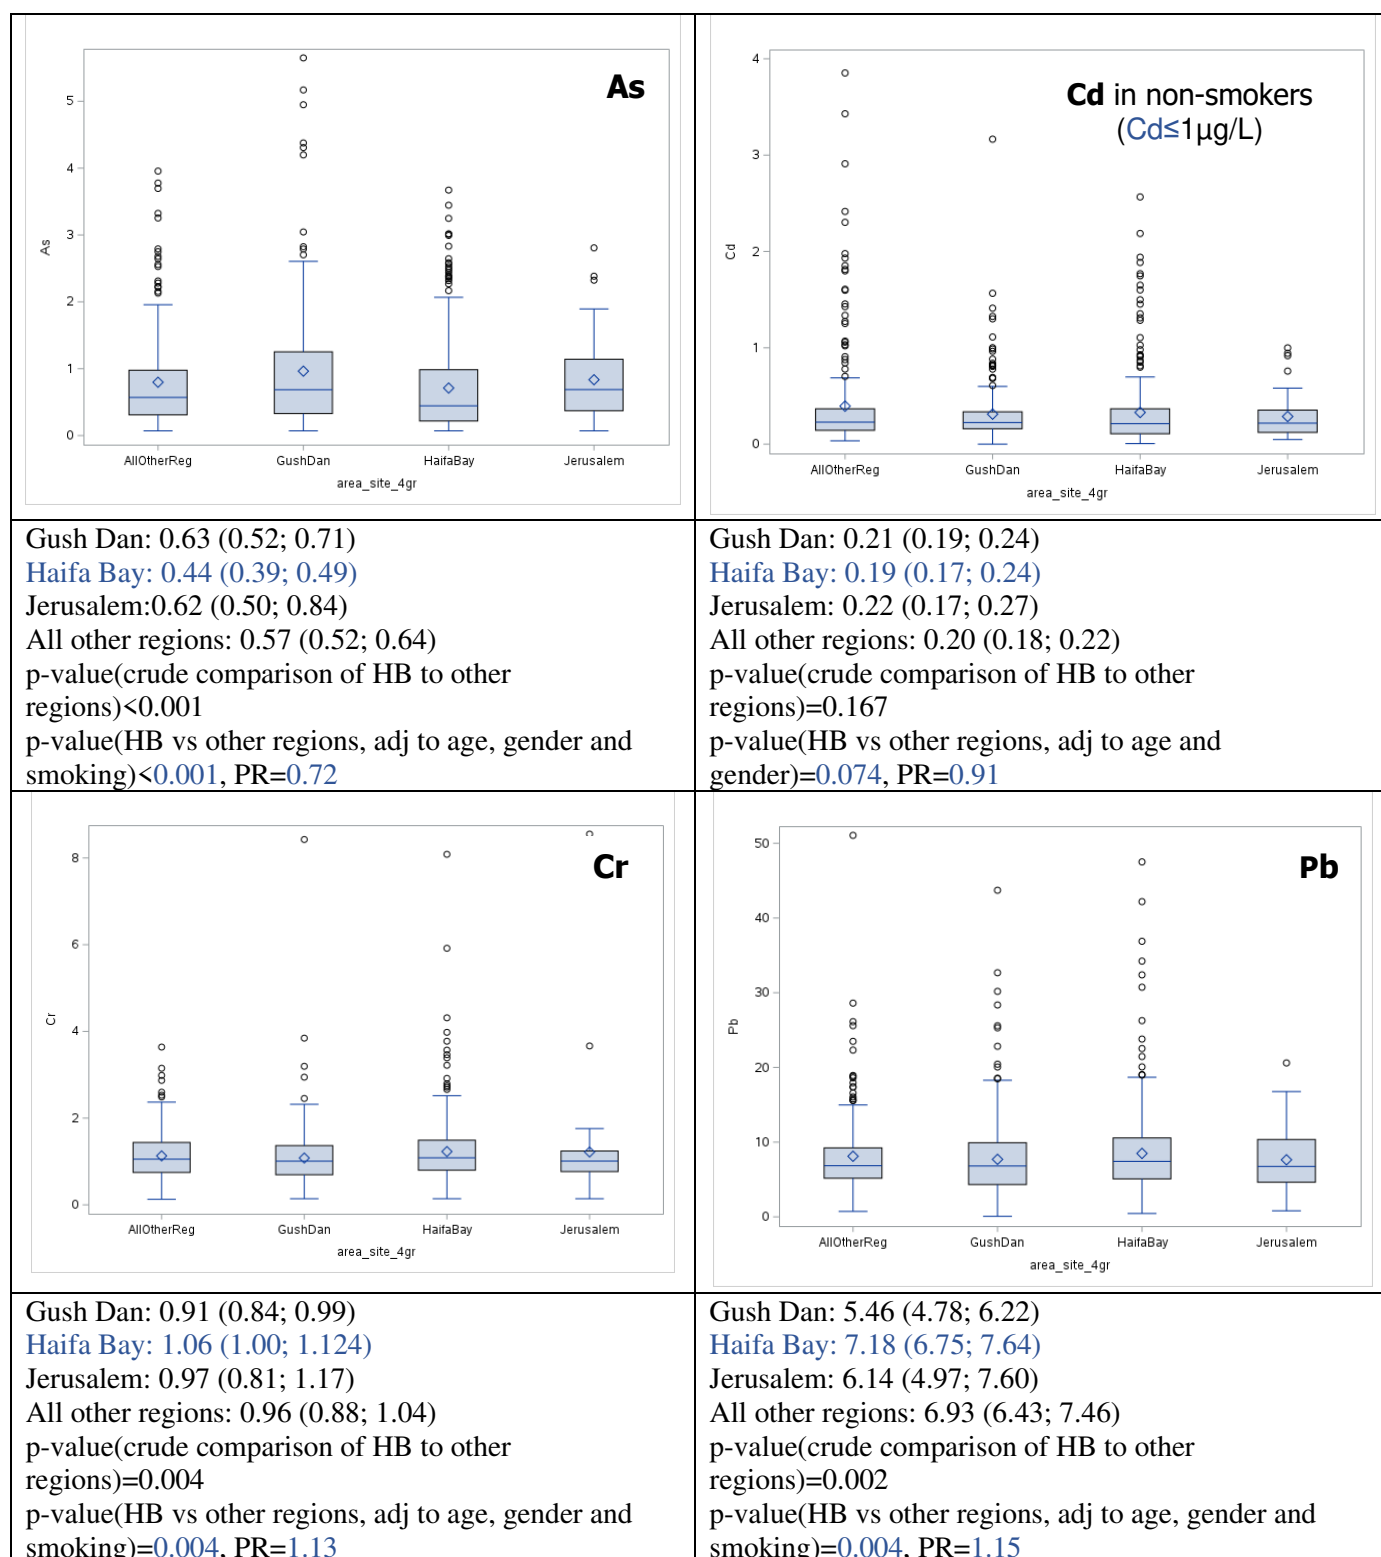 As
5
4
3
2
1
0
As
AllOtherReg GushDan HaifaBay Jerusalem
area_site_4gr
Cd in non-smokers
(Cd≤1µg/L)
4
3
2
1
0
Cd
AllOtherReg GushDan HaifaBay Jerusalem
area_site_4gr
Gush Dan: 0.63 (0.52; 0.71)
Haifa Bay: 0.44 (0.39; 0.49)
Jerusalem:0.62 (0.50; 0.84)
All other regions: 0.57 (0.52; 0.64)
p-value(crude comparison of HB to other
regions)<0.001
p-value(HB vs other regions, adj to age, gender and
smoking)<0.001, PR=0.72
Gush Dan: 0.21 (0.19; 0.24)
Haifa Bay: 0.19 (0.17; 0.24)
Jerusalem: 0.22 (0.17; 0.27)
All other regions: 0.20 (0.18; 0.22)
p-value(crude comparison of HB to other
regions)=0.167
p-value(HB vs other regions, adj to age and
gender)=0.074, PR=0.91
Cr
8
6
4
2
0
Cr
AllOtherReg GushDan HaifaBay Jerusalem
area_site_4gr
Pb
50
40
30
20
10
0
Pb
AllOtherReg GushDan HaifaBay Jerusalem
area_site_4gr
Gush Dan: 0.91 (0.84; 0.99)
Haifa Bay: 1.06 (1.00; 1.124)
Jerusalem: 0.97 (0.81; 1.17)
All other regions: 0.96 (0.88; 1.04)
p-value(crude comparison of HB to other
regions)=0.004
p-value(HB vs other regions, adj to age, gender and
smoking)=0.004, PR=1.13
Gush Dan: 5.46 (4.78; 6.22)
Haifa Bay: 7.18 (6.75; 7.64)
Jerusalem: 6.14 (4.97; 7.60)
All other regions: 6.93 (6.43; 7.46)
p-value(crude comparison of HB to other
regions)=0.002
p-value(HB vs other regions, adj to age, gender and
smoking)=0.004, PR=1.15